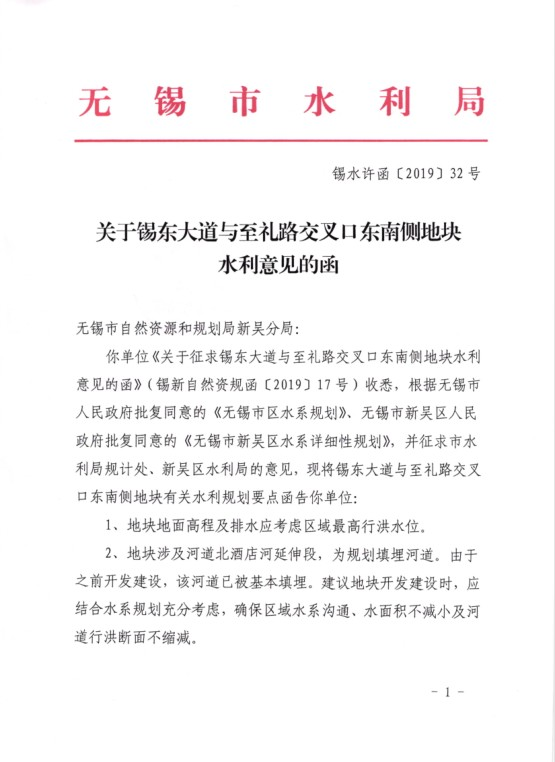 无锡市水利局
锡水许函〔2019〕32号
关于锡东大道与至礼路交叉口东南侧地块
水利意见的函
无锡市自然资源和规划局新吴分局：
你单位《关于征求锡东大道与至礼路交叉口东南侧地块水利
意见的函》（锡新自然资规函〔2019〕17号）收悉，根据无锡市
人民政府批复同意的《无锡市区水系规划》、无锡市新吴区人民
政府批复同意的《无锡市新吴区水系详细性规划》，并征求市水
利局规计处、新吴区水利局的意见，现将锡东大道与至礼路交叉
口东南侧地块有关水利规划要点函告你单位：
1、地块地面高程及排水应考虑区域最高行洪水位。
2、地块涉及河道北酒店河延伸段，为规划填埋河道。由于
之前开发建设，该河道已被基本填埋。建议地块开发建设时，应
结合水系规划充分考虑，确保区域水系沟通、水面积不减小及河
道行洪断面不缩减。
- 1 -